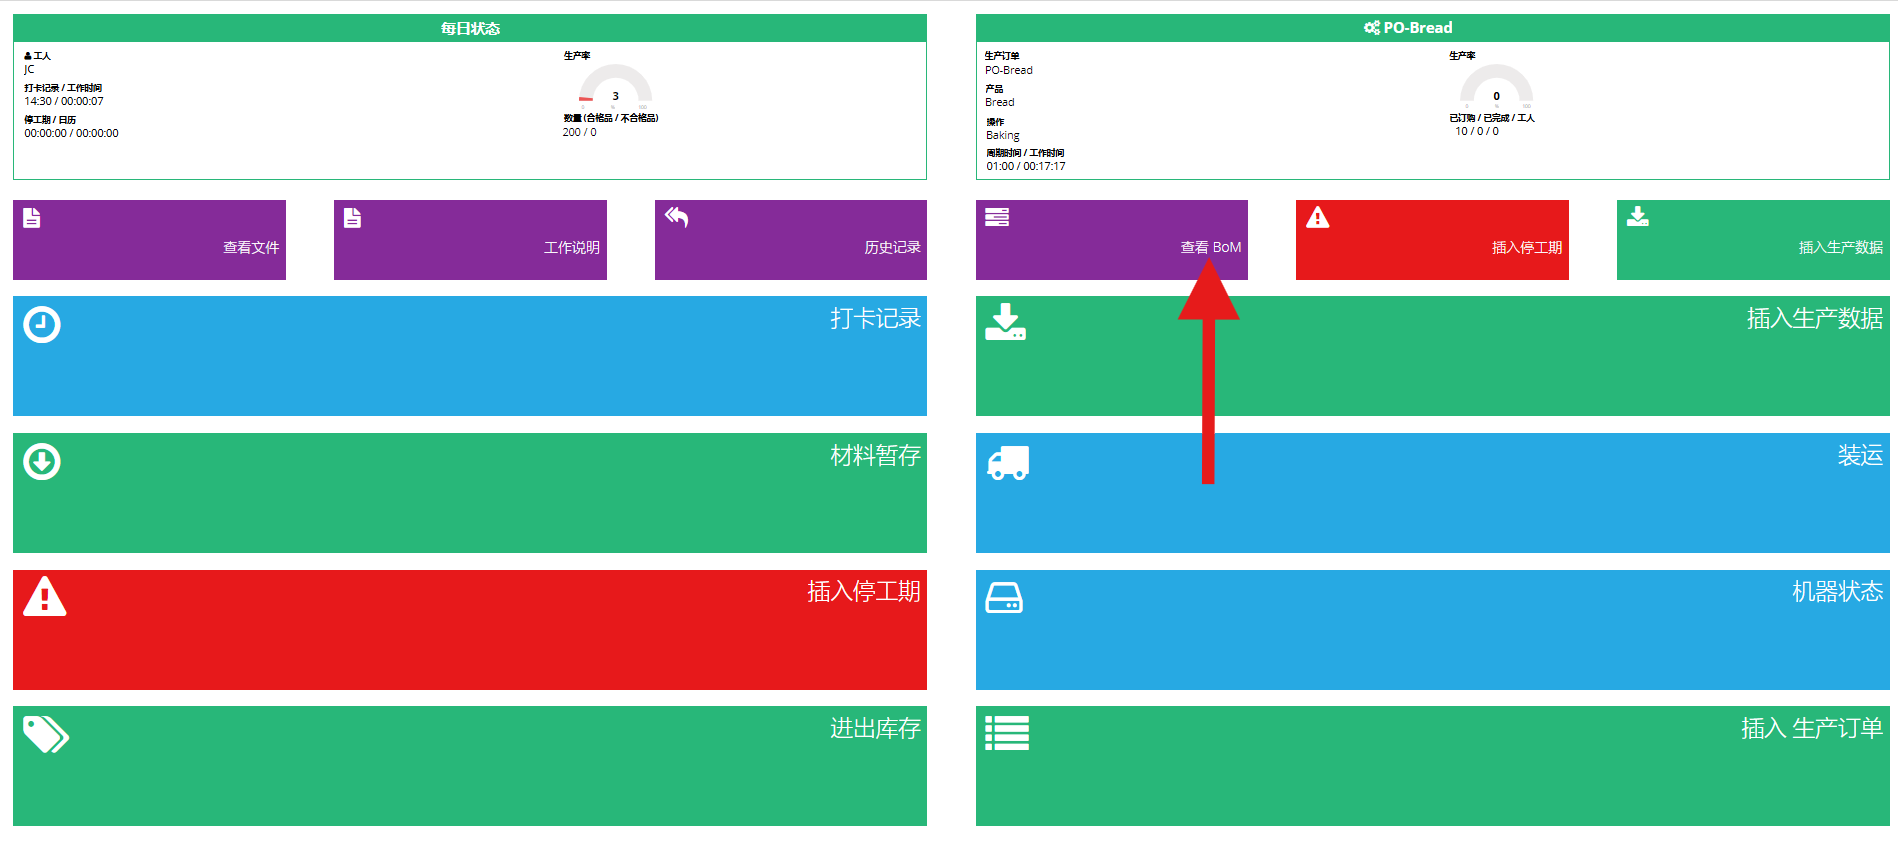 每日状态
工人
JC
打卡记录 / 工作时间
14:30 / 00:00:07
停工期 / 日历
00:00:00 / 00:00:00
生产率
3
0 % 100
数量 (合格品 / 不合格品)
200 / 0
PO-Bread
生产订单
PO-Bread
产品
Bread
操作
Baking
周期时间 / 工作时间
01:00 / 00:17:17
生产率
0
0 % 100
已订购 / 已完成 / 工人
10 / 0 / 0
查看文件
工作说明
历史记录
查看 BoM
插入停工期
插入生产数据
打卡记录
插入生产数据
材料暂存
装运
插入停工期
机器状态
进出库存
插入 生产订单